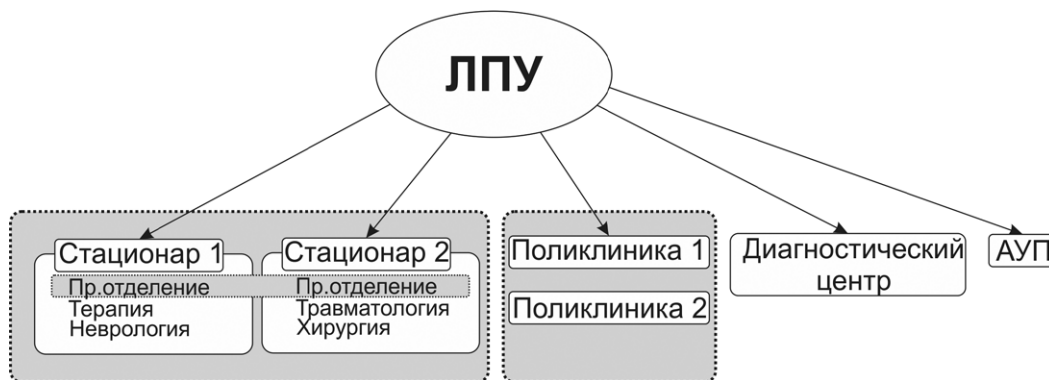 ЛПУ
Стационар 1
Пр.отделение
Терапия
Неврология
Стационар 2
Пр.отделение
Травматология
Хирургия
Поликлиника 1
Поликлиника 2
Диагностический
центр
АУП